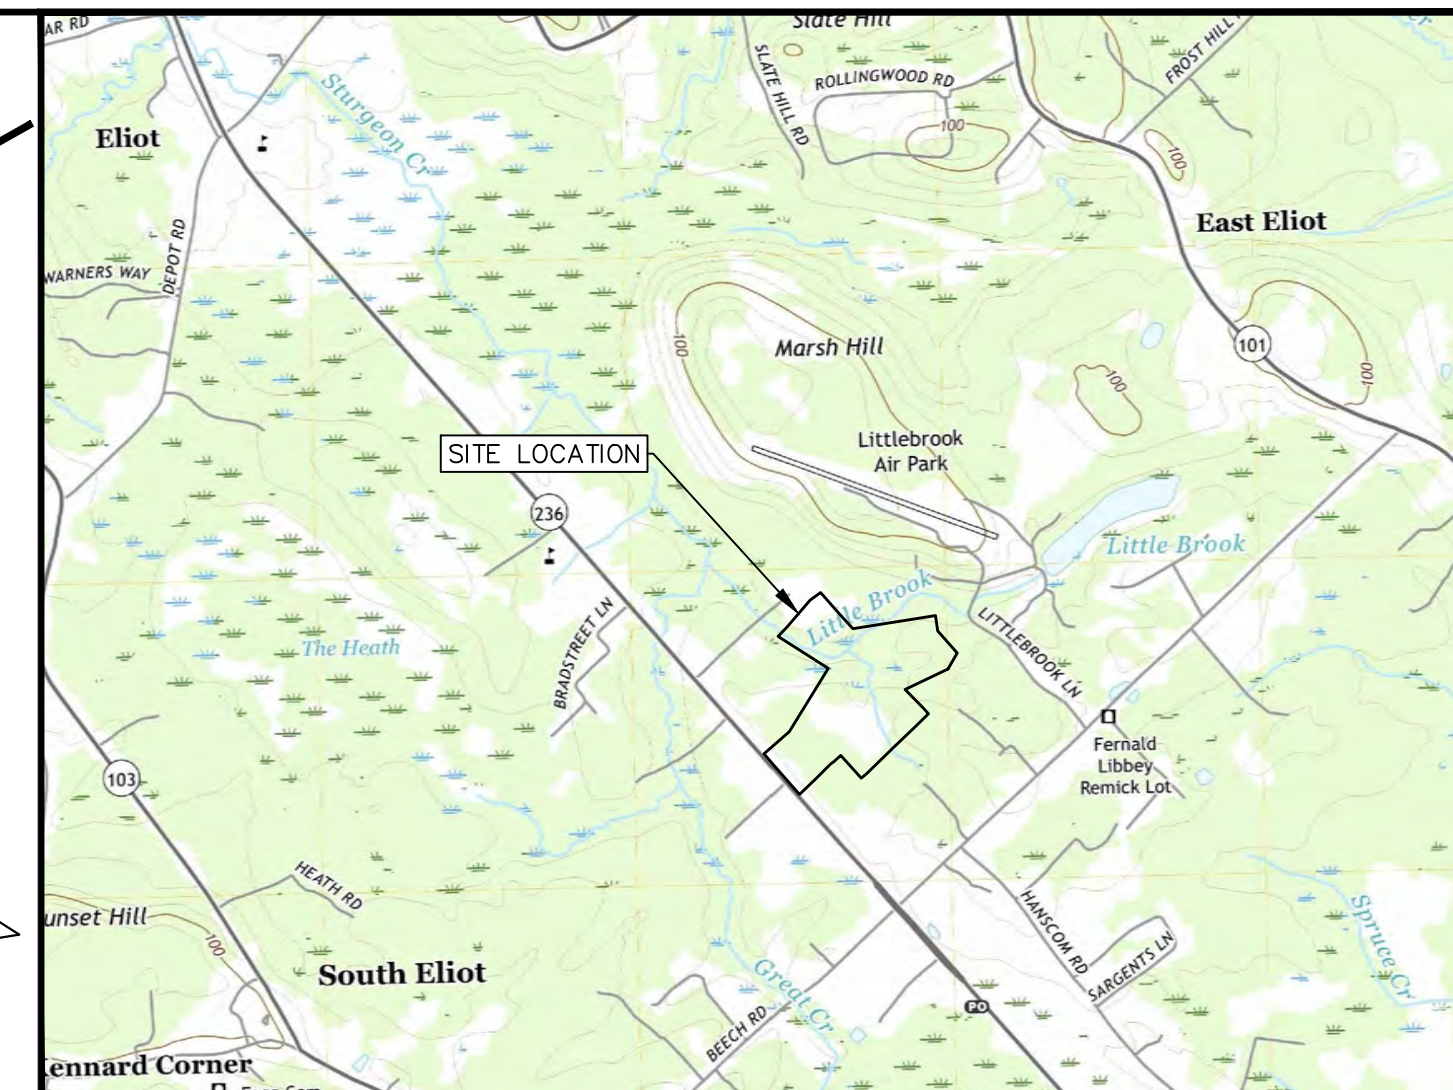 AR RD
Slate Hill
SLATE HILL RD
ROLLINGWOOD RD
FROST HILL
Sturgeon Cr
Eliot
100
100
East Eliot
DEPOT RD
WARNERS WAY
100
Marsh Hill
101
100
100
SITE LOCATION
Littlebrook
Air Park
236
Little Brook
Little Brook
BRADSTREET LN
LITTLEBROOK LN
The Heath
Fernald
Libbey
Remick Lot
103
HEATH RD
unset Hill
100
South Eliot
HANSCOM RD
SARGENTS LN
Spruce Cr
Great Cr
PO
BEECH RD
ennard Corner